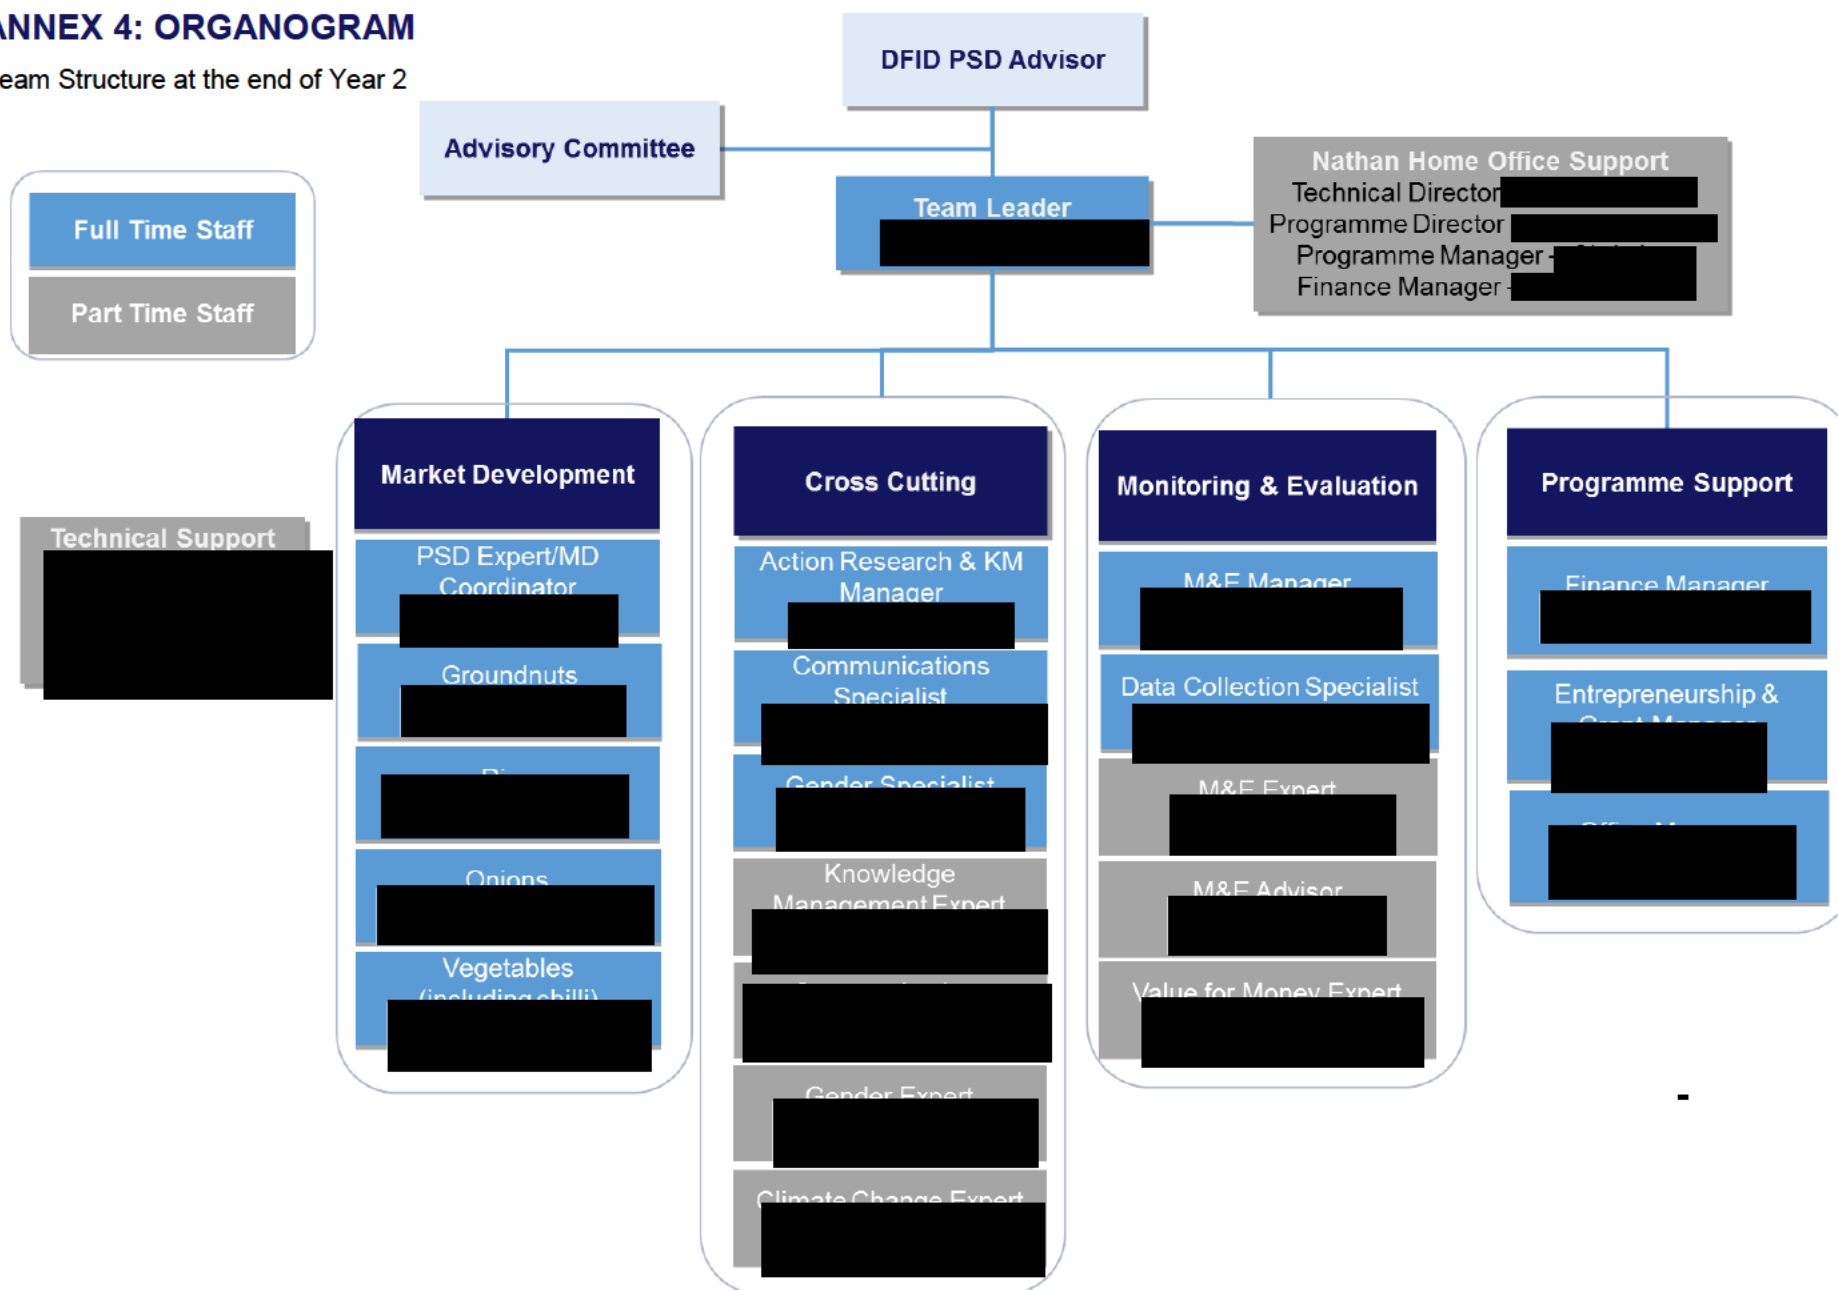 ANNEX 4: ORGANOGRAM
eam Structure at the end of Year 2
DFID PSD Advisor
Advisory Committee
Team Leader
Nathan Home Office Support
Technical Director
Programme Director
Programme Manager -
Finance Manager -
Full Time Staff
Part Time Staff
Technical Support
Market Development
PSD Expert/MD
Coordinator
Groundnuts
Onions
Vegetables
(including chilli)
Cross Cutting
Action Research & KM
Manager
Communications
Specialist
Gender Specialist
Knowledge
Management Expert
Gender Expert
Climate Change Expert
Monitoring & Evaluation
M&E Manager
Data Collection Specialist
M&E Expert
M&E Advisor
Value for Money Expert
Programme Support
Finance Manager
Entrepreneurship &
Grant Manager